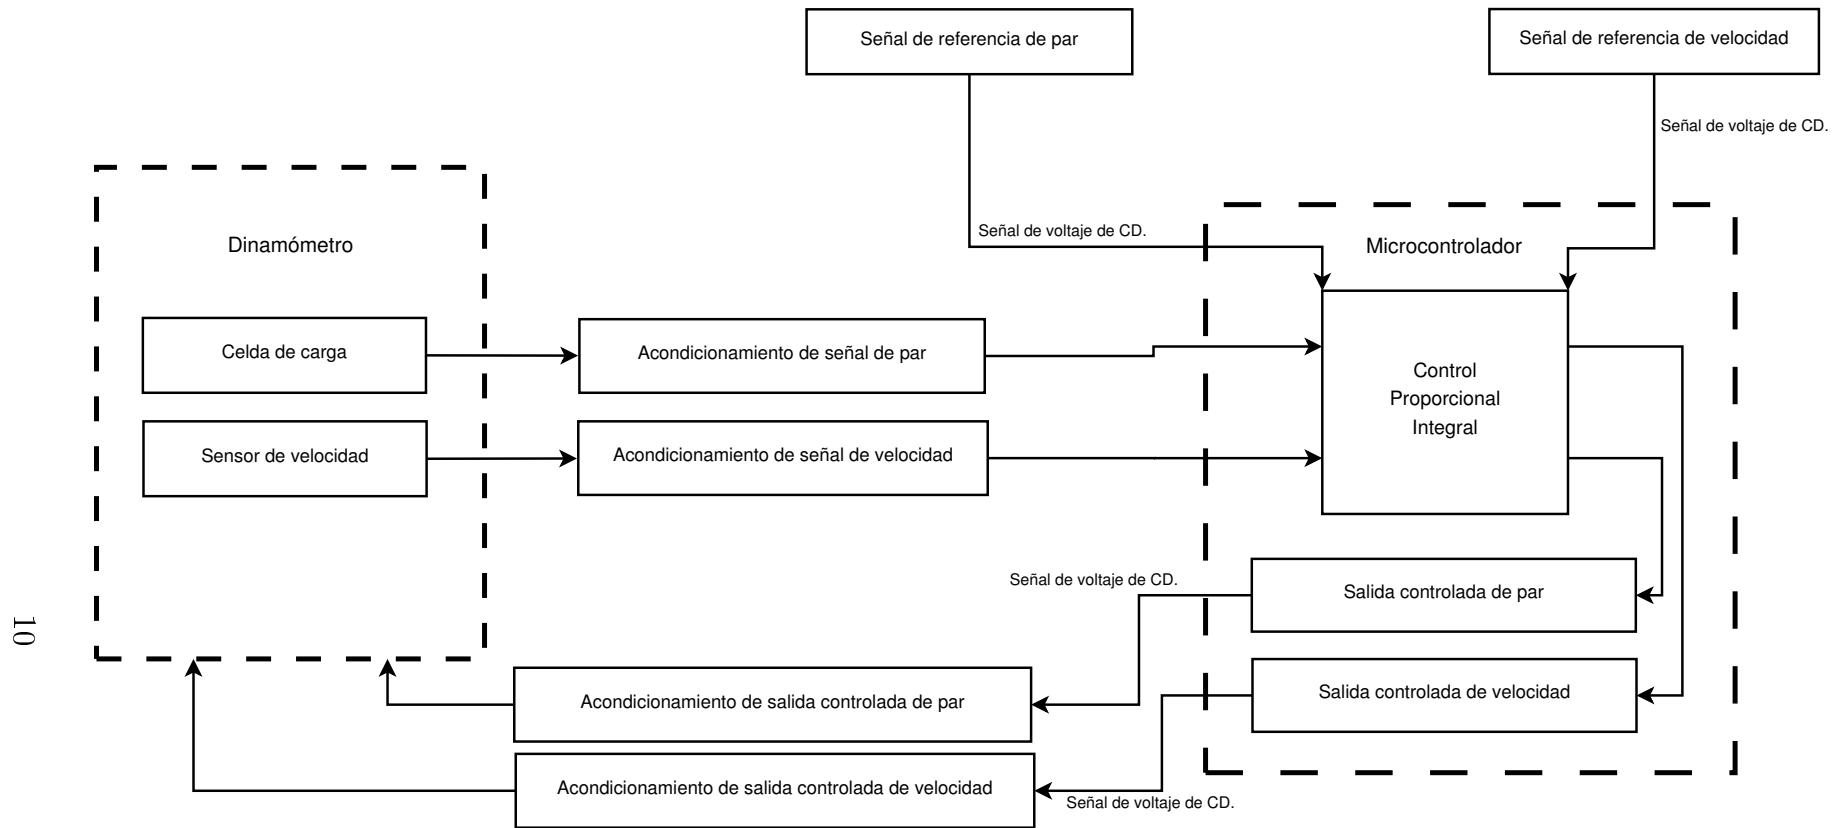 Señal de referencia de par
Señal de referencia de velocidad
Señal de voltaje de CD.
Señal de voltaje de CD.
Dinamómetro
Microcontrolador
Celda de carga
Acondicionamiento de señal de par
Control
Proporcional
Integral
Sensor de velocidad
Acondicionamiento de señal de velocidad
Señal de voltaje de CD.
Salida controlada de par
Acondicionamiento de salida controlada de par
Salida controlada de velocidad
Acondicionamiento de salida controlada de velocidad
Señal de voltaje de CD.
10